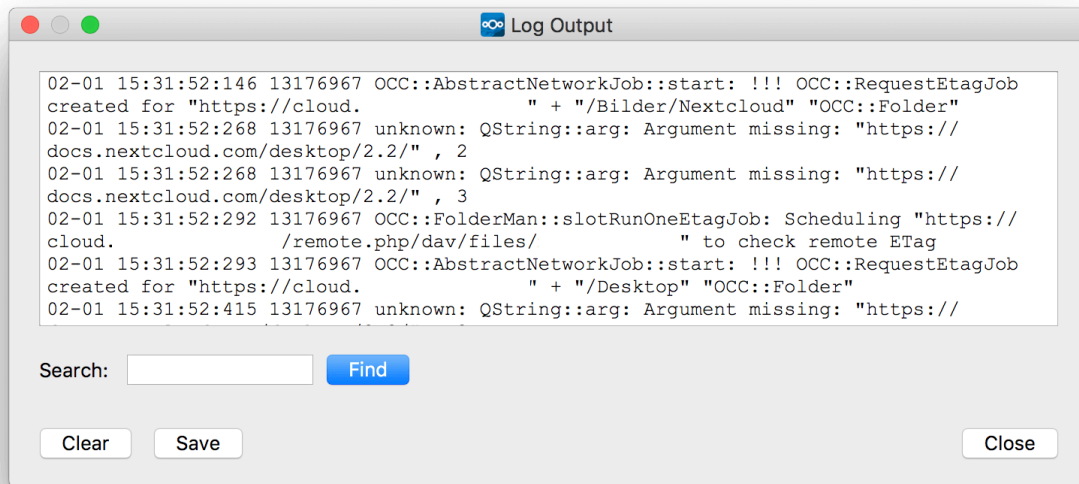 Log Output
02-01 15:31:52:146 13176967 OCC::AbstractNetworkJob::start: !!! OCC::RequestEtagJob
created for "https://cloud. " + "/Bilder/Nextcloud" "OCC::Folder"
02-01 15:31:52:268 13176967 unknown: QString::arg: Argument missing: "https://
docs.nextcloud.com/desktop/2.2/" , 2
02-01 15:31:52:268 13176967 unknown: QString::arg: Argument missing: "https://
docs.nextcloud.com/desktop/2.2/" , 3
02-01 15:31:52:292 13176967 OCC::FolderMan::slotRunOneEtagJob: Scheduling "https://
cloud. /remote.php/dav/files/ " to check remote ETag
02-01 15:31:52:293 13176967 OCC::AbstractNetworkJob::start: !!! OCC::RequestEtagJob
created for "https://cloud. " + "/Desktop" "OCC::Folder"
02-01 15:31:52:415 13176967 unknown: QString::arg: Argument missing: "https://
Search:
Find
Clear
Save
Close